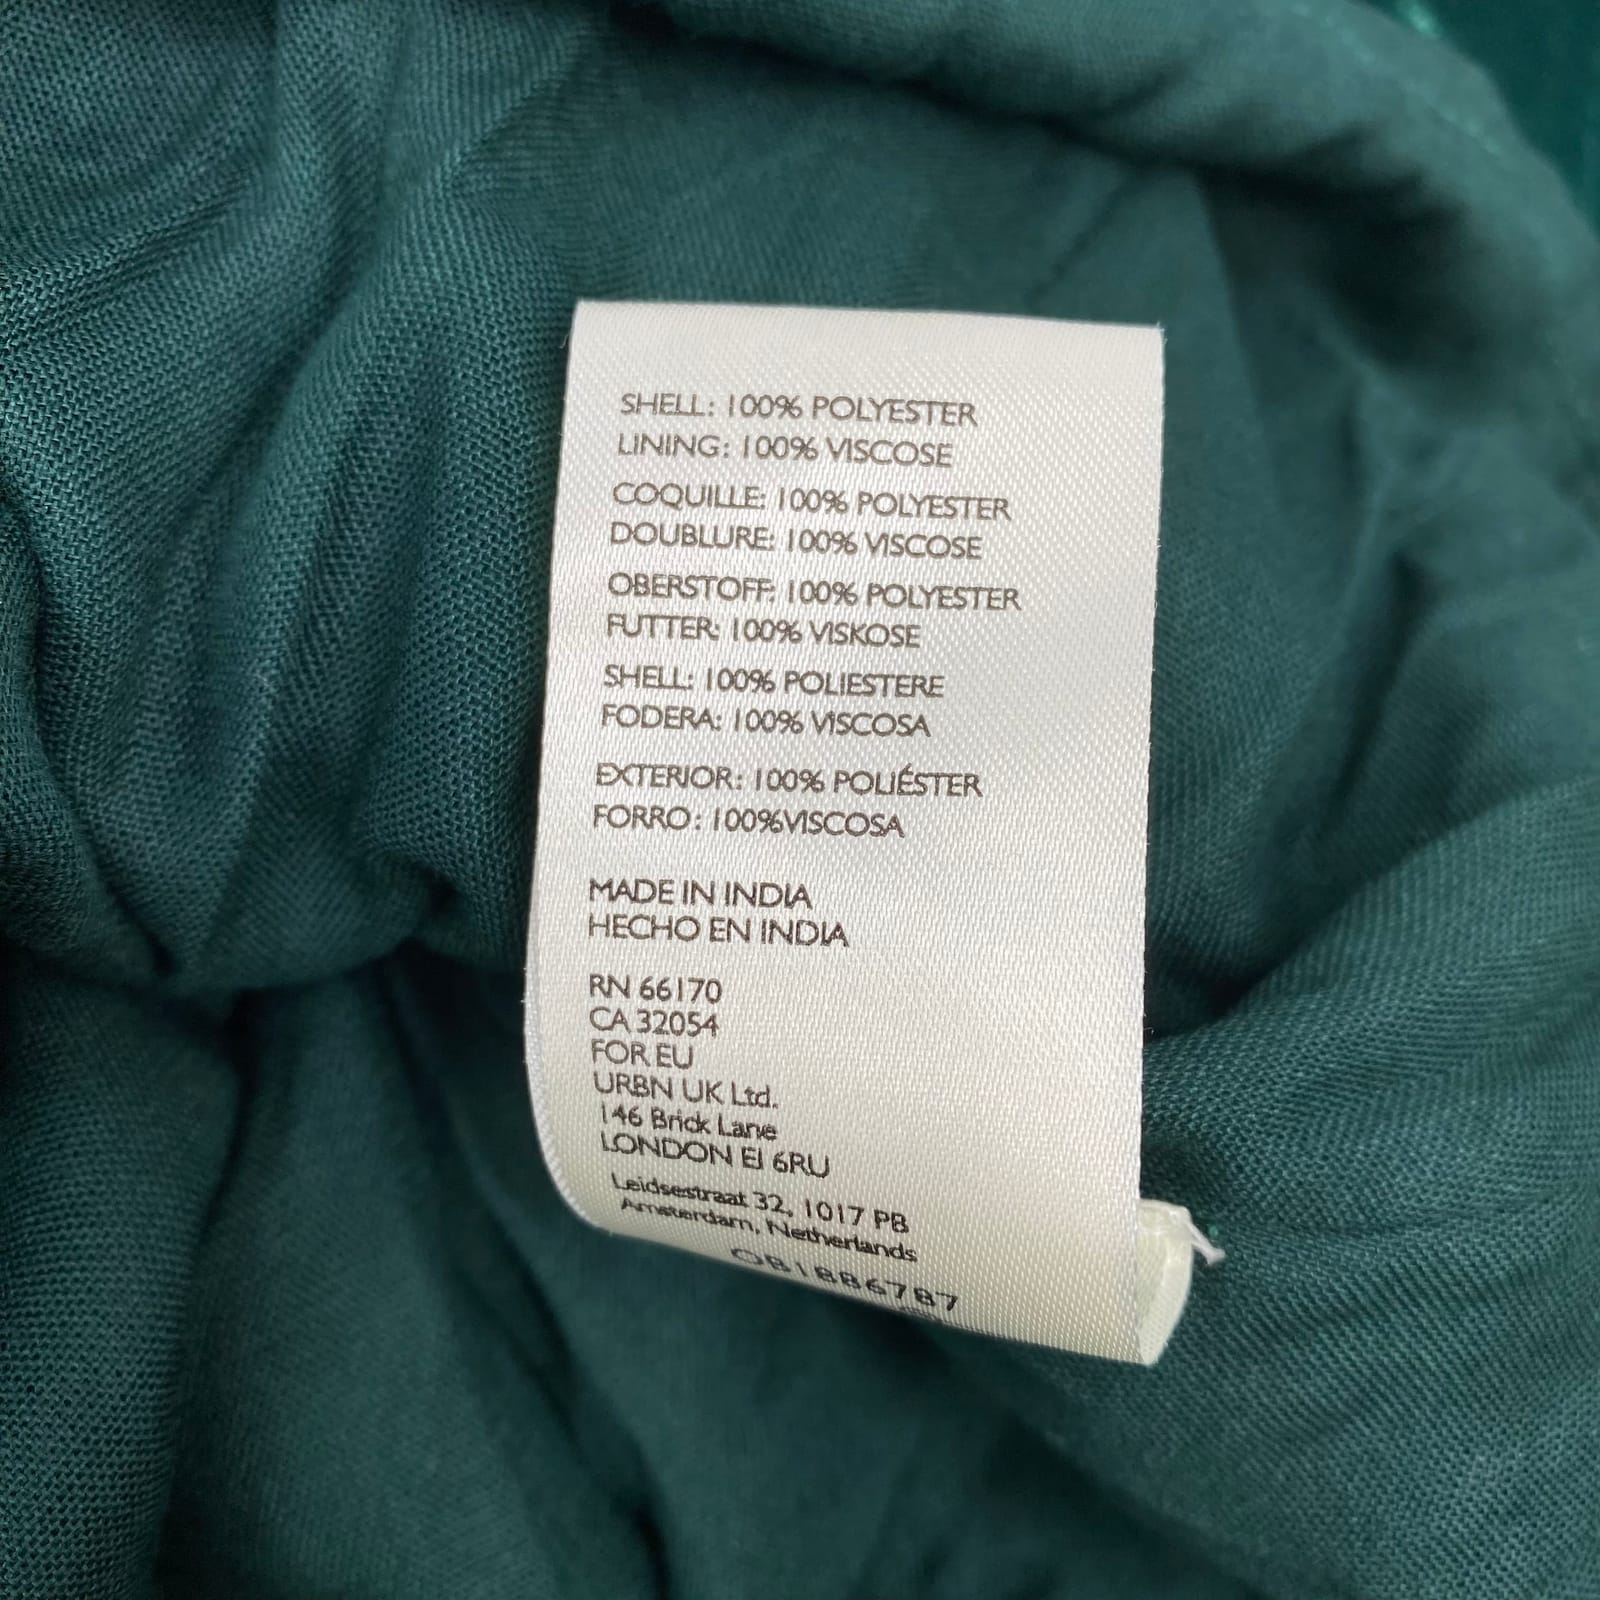 SHELL: 100% POLYESTER
LINING: 100% VISCOSE
COQUILLE: 100% POLYESTER
DOUBLURE: 100% VISCOSE
OBERSTOFF: 100% POLYESTER
FUTTER: 100% VISKOSE
SHELL: 100% POLIESTERE
FODERA: 100% VISCOSA
EXTERIOR: 100% POLIÉSTER
FORRO: 100%VISCOSA
MADE IN INDIA
HECHO EN INDIA
RN 66170
CA 32054
FOR EU
URBN UK Ltd.
146 Brick Lane
LONDON E1 6RU
Leidsestraat 32, 1017 PB
Amsterdam, Netherlands
OB1886787